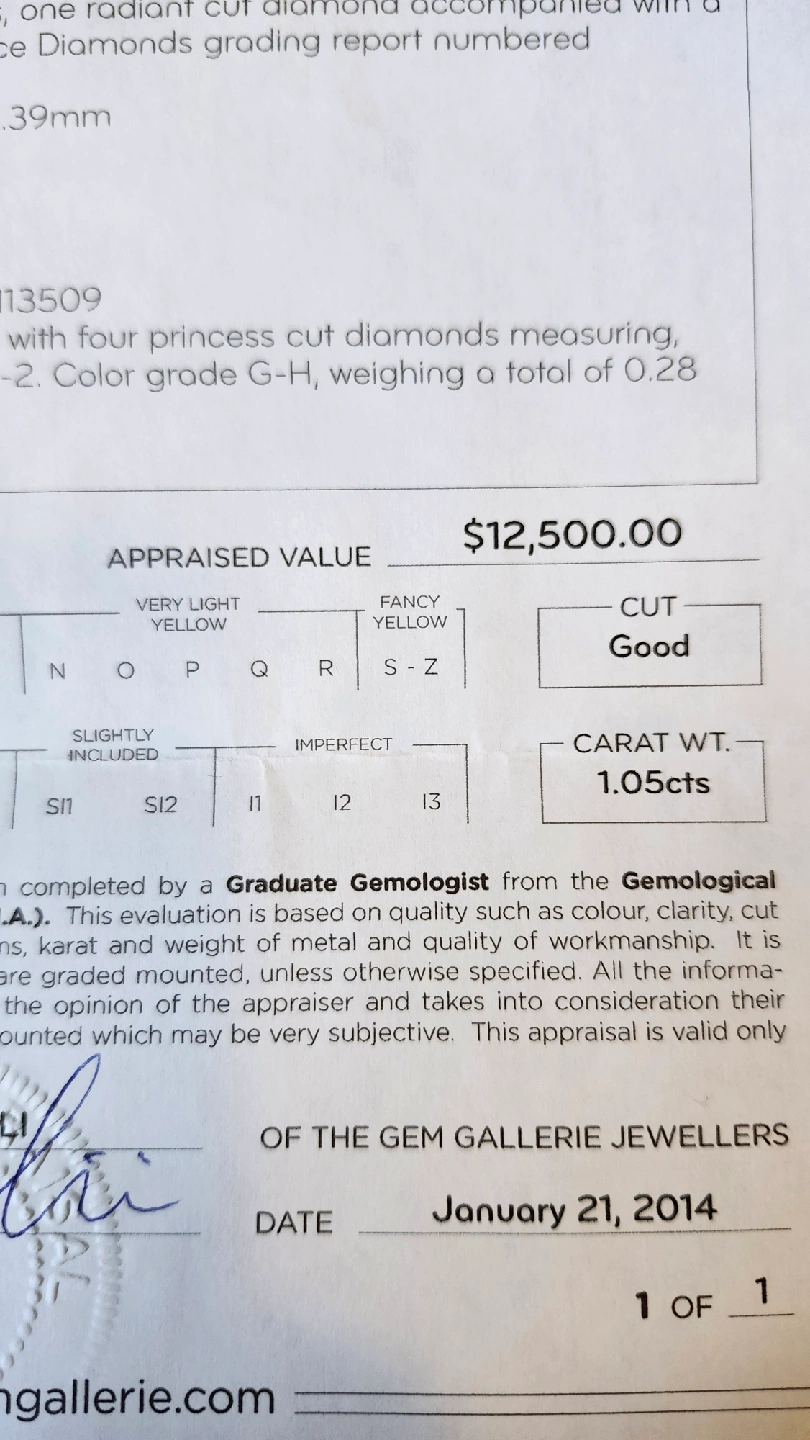 , one radiant cut diamond accompanied with a
ce Diamonds grading report numbered
.39mm
113509
with four princess cut diamonds measuring,
-2. Color grade G-H, weighing a total of 0.28
APPRAISED VALUE $12,500.00
VERY LIGHT YELLOW
FANCY YELLOW
N O P Q R S - Z
CUT
Good
SLIGHTLY INCLUDED
IMPERFECT
SI1 SI2 I1 I2 I3
CARAT WT.
1.05cts
completed by a Graduate Gemologist from the Gemological
.A.). This evaluation is based on quality such as colour, clarity, cut
ns, karat and weight of metal and quality of workmanship. It is
are graded mounted, unless otherwise specified. All the informa-
the opinion of the appraiser and takes into consideration their
ounted which may be very subjective. This appraisal is valid only
OF THE GEM GALLERIE JEWELLERS
DATE January 21, 2014
1 OF 1
gallerie.com